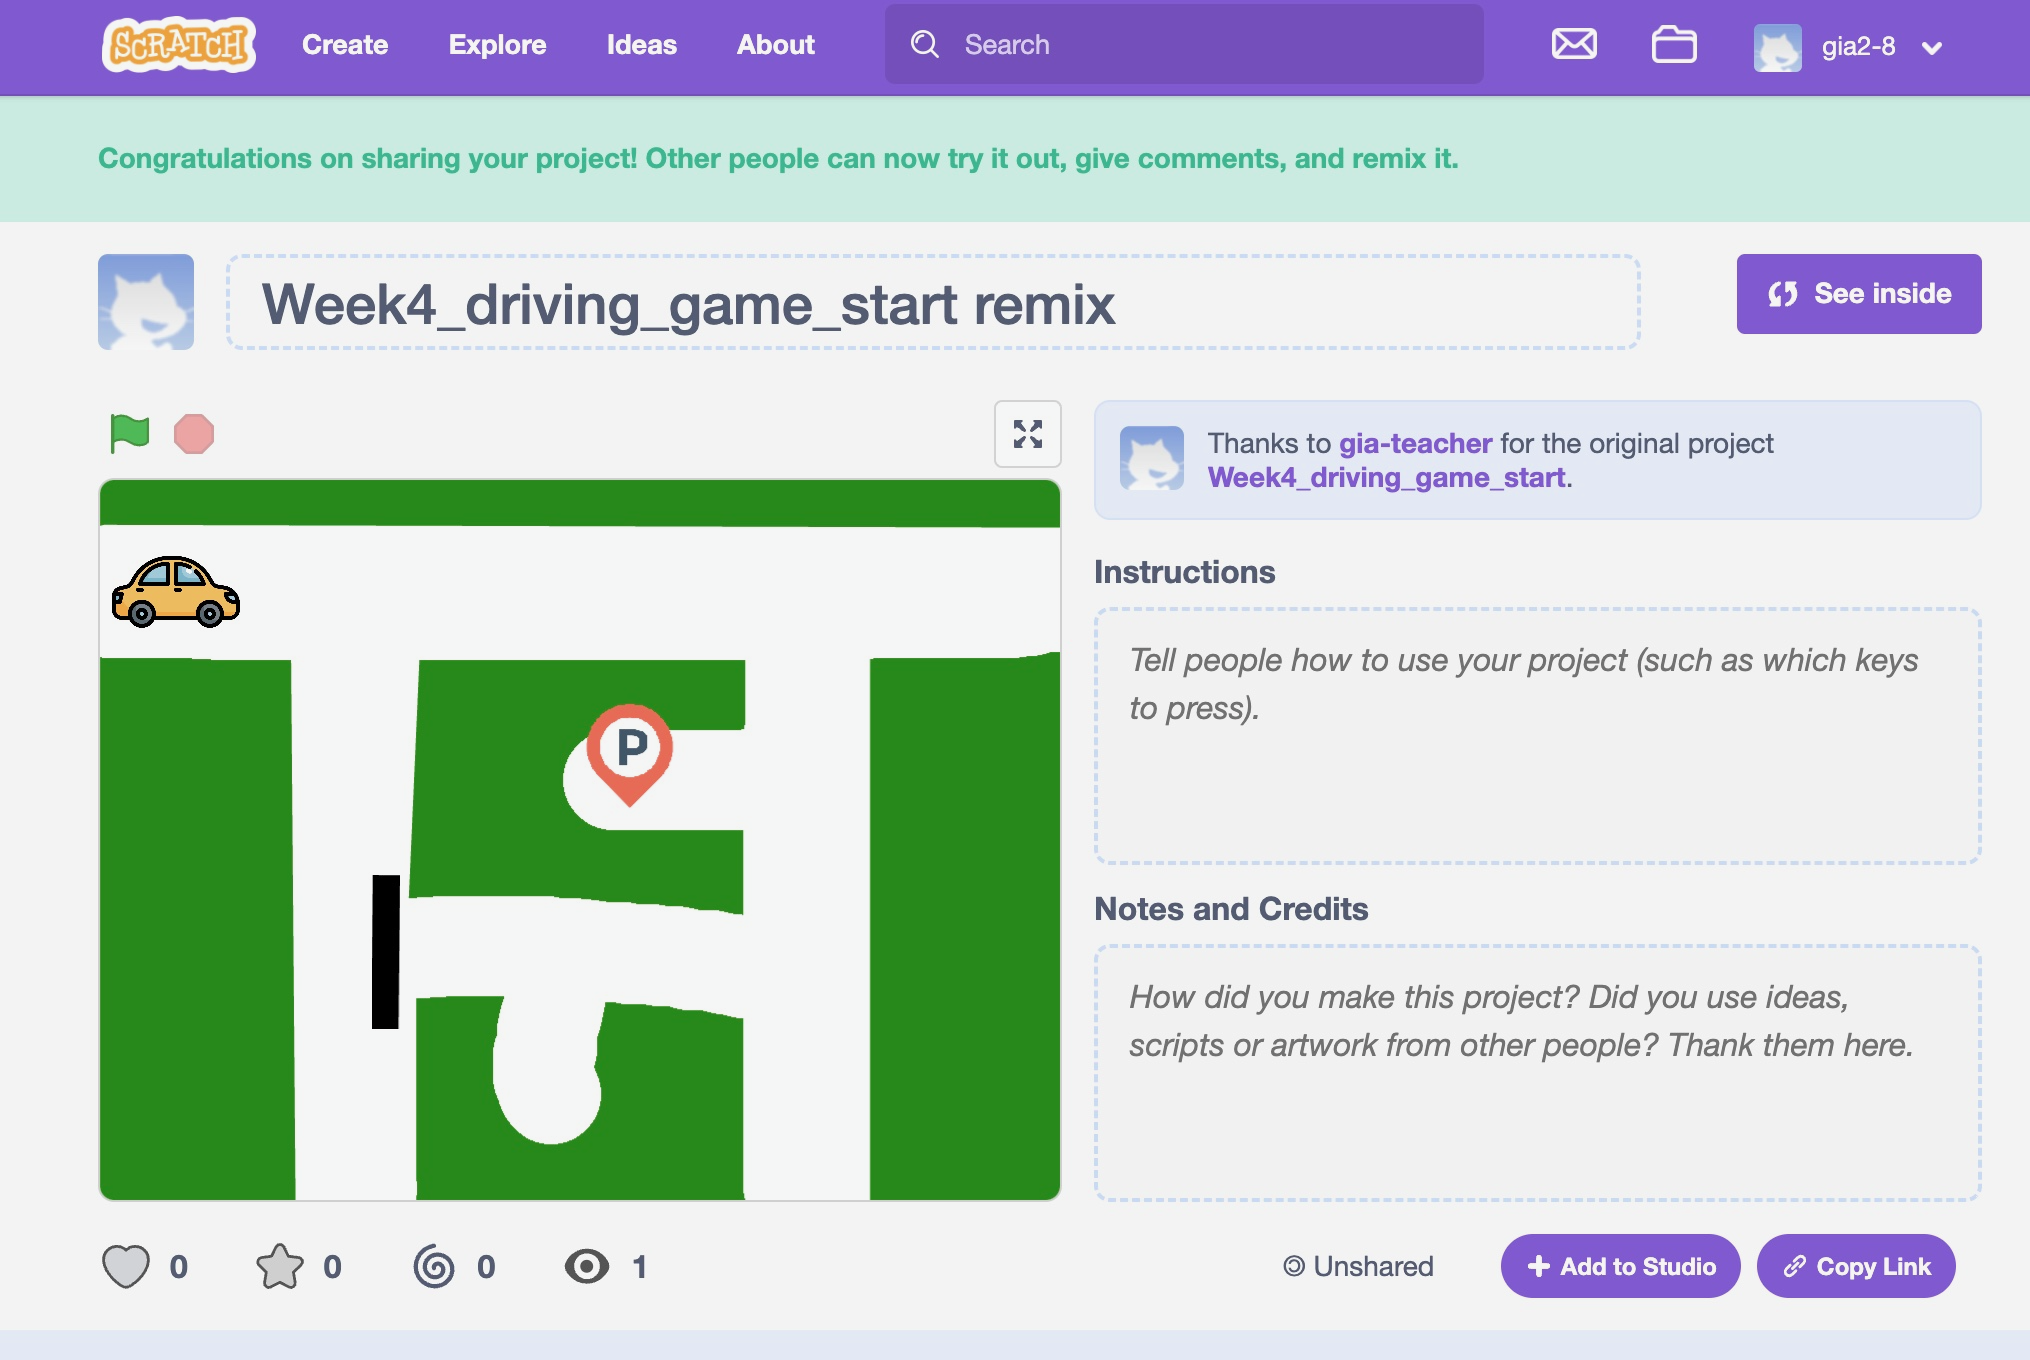 SCRATCH
Create
Explore
Ideas
About
Search
gia2-8
Congratulations on sharing your project! Other people can now try it out, give comments, and remix it.
Week4_driving_game_start remix
See inside
Thanks to gia-teacher for the original project
Week4_driving_game_start.
Instructions
Tell people how to use your project (such as which keys
to press).
P
Notes and Credits
How did you make this project? Did you use ideas,
scripts or artwork from other people? Thank them here.
0
0
0
1
Unshared
Add to Studio
Copy Link